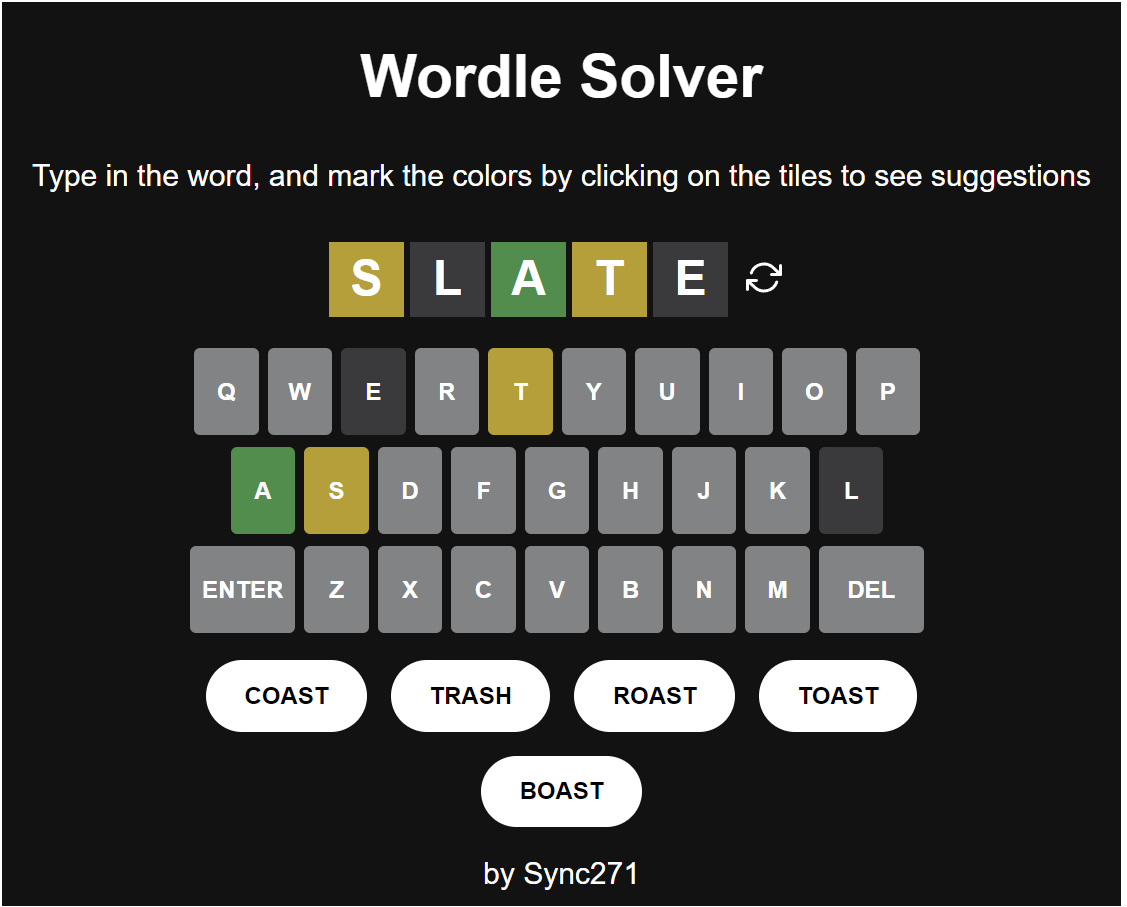 Wordle Solver
Type in the word, and mark the colors by clicking on the tiles to see suggestions
S L A T E
Q W E R T Y U I O P
A S D F G H J K L
ENTER Z X C V B N M DEL
COAST TRASH ROAST TOAST
BOAST
by Sync271